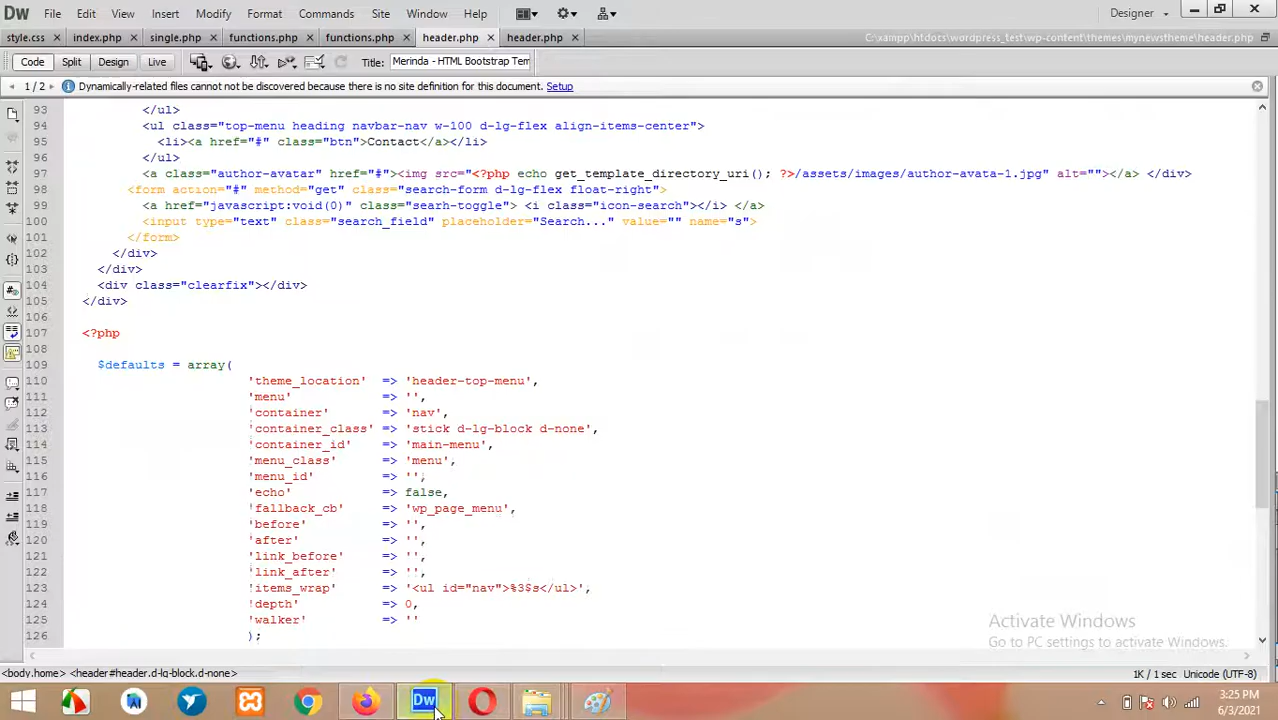 Dw File Edit View Insert Modify Format Commands Site Window Help Designer
style.css × index.php × single.php × functions.php × functions.php × header.php × header.php × C:\xampp\htdocs\wordpress_test\wp-content\themes\mynewstheme\header.php
Code Split Design Live Title: Merinda - HTML Bootstrap Tem
1 / 2 Dynamically-related files cannot not be discovered because there is no site definition for this document. Setup
93 </ul>
94 <ul class="top-menu heading navbar-nav w-100 d-lg-flex align-items-center">
95 <li><a href="#" class="btn">Contact</a></li>
96 </ul>
97 <a class="author-avatar" href="#"><img src="<?php echo get_template_directory_uri(); ?>/assets/images/author-avata-1.jpg" alt=""></a> </div>
98 <form action="#" method="get" class="search-form d-lg-flex float-right">
99 <a href="javascript:void(0)" class="searh-toggle"> <i class="icon-search"></i> </a>
100 <input type="text" class="search_field" placeholder="Search..." value="" name="s">
101 </form>
102 </div>
103 </div>
104 <div class="clearfix"></div>
105 </div>
106
107 <?php
108
109 $defaults = array(
110 'theme_location' => 'header-top-menu',
111 'menu' => '',
112 'container' => 'nav',
113 'container_class' => 'stick d-lg-block d-none',
114 'container_id' => 'main-menu',
115 'menu_class' => 'menu',
116 'menu_id' => '',
117 'echo' => false,
118 'fallback_cb' => 'wp_page_menu',
119 'before' => '',
120 'after' => '',
121 'link_before' => '',
122 'link_after' => '',
123 'items_wrap' => '<ul id="nav">%3$s</ul>',
124 'depth' => 0,
125 'walker' => ''
126 );
Activate Windows
Go to PC settings to activate Windows.
<body.home> <header#header.d-lg-block.d-none> 1K / 1 sec Unicode (UTF-8)
Dw
3:25 PM
6/3/2021